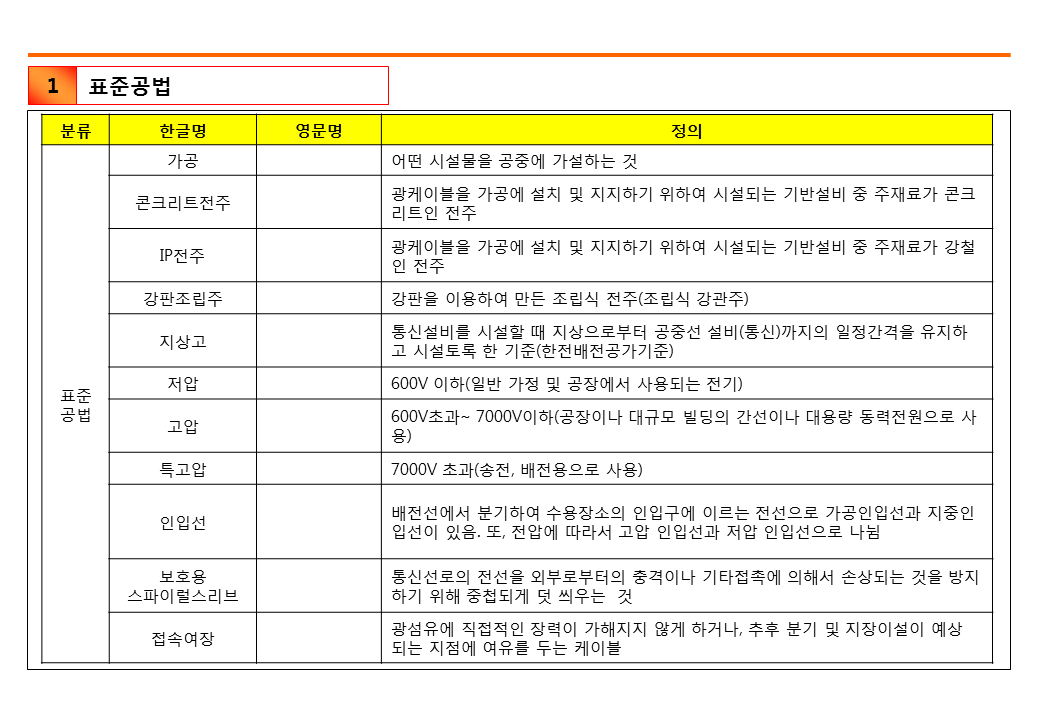 1 표준공법
분류 한글명 영문명 정의
표준
공법
가공 어떤 시설물을 공중에 가설하는 것
콘크리트전주 광케이블을 가공에 설치 및 지지하기 위하여 시설되는 기반설비 중 주재료가 콘크
리트인 전주
IP전주 광케이블을 가공에 설치 및 지지하기 위하여 시설되는 기반설비 중 주재료가 강철
인 전주
강판조립주 강판을 이용하여 만든 조립식 전주(조립식 강관주)
지상고 통신설비를 시설할 때 지상으로부터 공중선 설비(통신)까지의 일정간격을 유지하
고 시설토록 한 기준(한전배전공가기준)
저압 600V 이하(일반 가정 및 공장에서 사용되는 전기)
고압 600V초과~ 7000V이하(공장이나 대규모 빌딩의 간선이나 대용량 동력전원으로 사
용)
특고압 7000V 초과(송전, 배전용으로 사용)
인입선 배전선에서 분기하여 수용장소의 인입구에 이르는 전선으로 가공인입선과 지중인
입선이 있음. 또, 전압에 따라서 고압 인입선과 저압 인입선으로 나뉨
보호용
스파이럴스리브
통신선로의 전선을 외부로부터의 충격이나 기타접촉에 의해서 손상되는 것을 방지
하기 위해 중첩되게 덧 씌우는 것
접속여장 광섬유에 직접적인 장력이 가해지지 않게 하거나, 추후 분기 및 지장이설이 예상
되는 지점에 여유를 두는 케이블